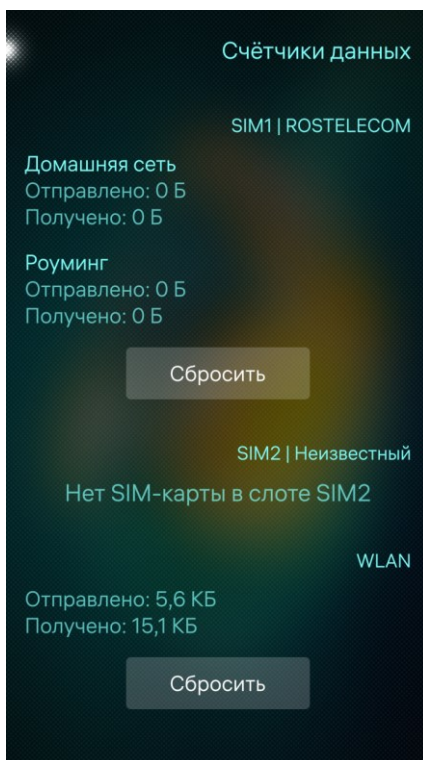 Счётчики данных
SIM1 | ROSTELECOM
Домашняя сеть
Отправлено: 0 Б
Получено: 0 Б
Роуминг
Отправлено: 0 Б
Получено: 0 Б
Сбросить
SIM2 | Неизвестный
Нет SIM-карты в слоте SIM2
WLAN
Отправлено: 5,6 КБ
Получено: 15,1 КБ
Сбросить